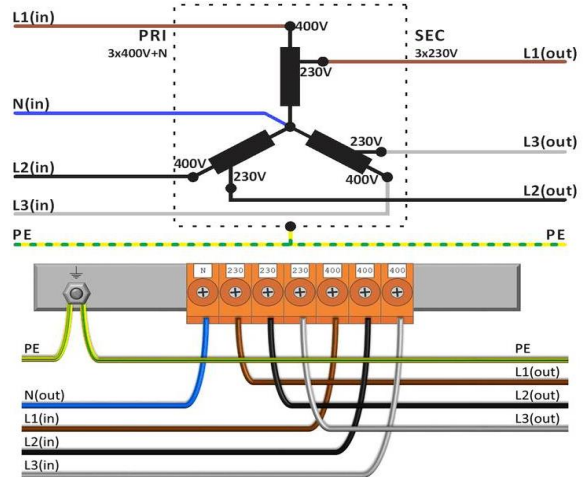 L1(in)
400V
PRI
3x400V+N
SEC
3x230V
L1(out)
230V
N(in)
230V
L3(out)
400V
L2(in)
230V
400V
L2(out)
L3(in)
PE
PE
N
230
230
230
400
400
400
PE
PE
L1(out)
N(out)
L2(out)
L1(in)
L3(out)
L2(in)
L3(in)